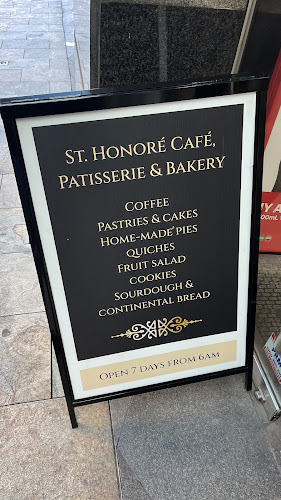 St. Honoré Café,
Patisserie & Bakery
Coffee
Pastries & Cakes
Home-made Pies
Quiches
Fruit salad
cookies
Sourdough &
continental Bread
Open 7 days from 6am